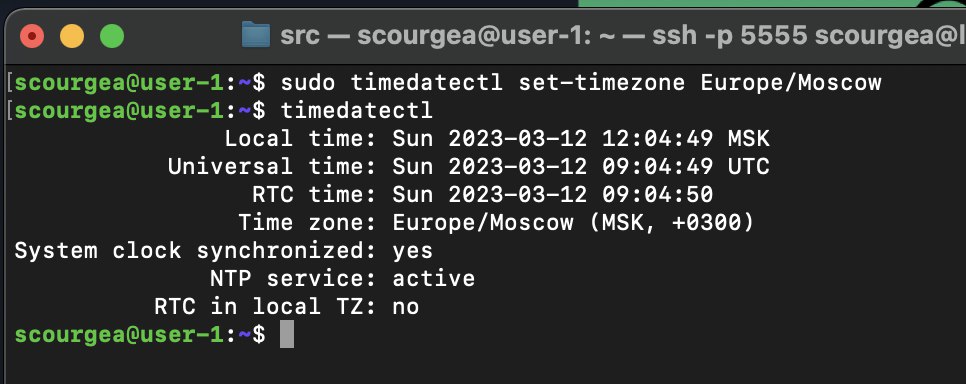 src — scourgea@user-1: ~ — ssh -p 5555 scourgea@l
[scourgea@user-1:~$ sudo timedatectl set-timezone Europe/Moscow
[scourgea@user-1:~$ timedatectl
Local time: Sun 2023-03-12 12:04:49 MSK
Universal time: Sun 2023-03-12 09:04:49 UTC
RTC time: Sun 2023-03-12 09:04:50
Time zone: Europe/Moscow (MSK, +0300)
System clock synchronized: yes
NTP service: active
RTC in local TZ: no
scourgea@user-1:~$